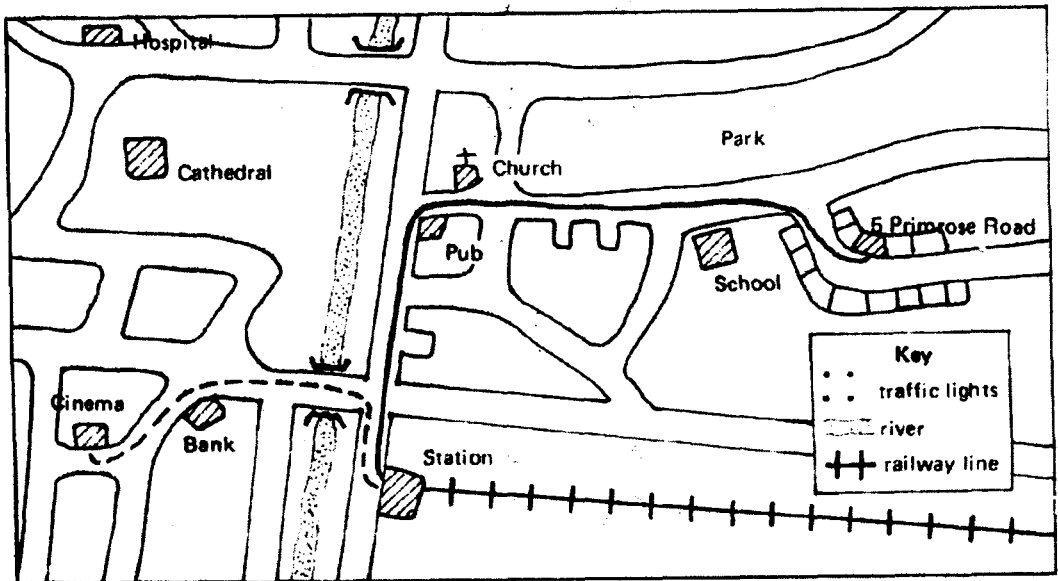 Hospital
Park
Cathedral
Church
5 Primrose Road
Pub
School
Key
traffic lights
river
railway line
Cinema
Bank
Station